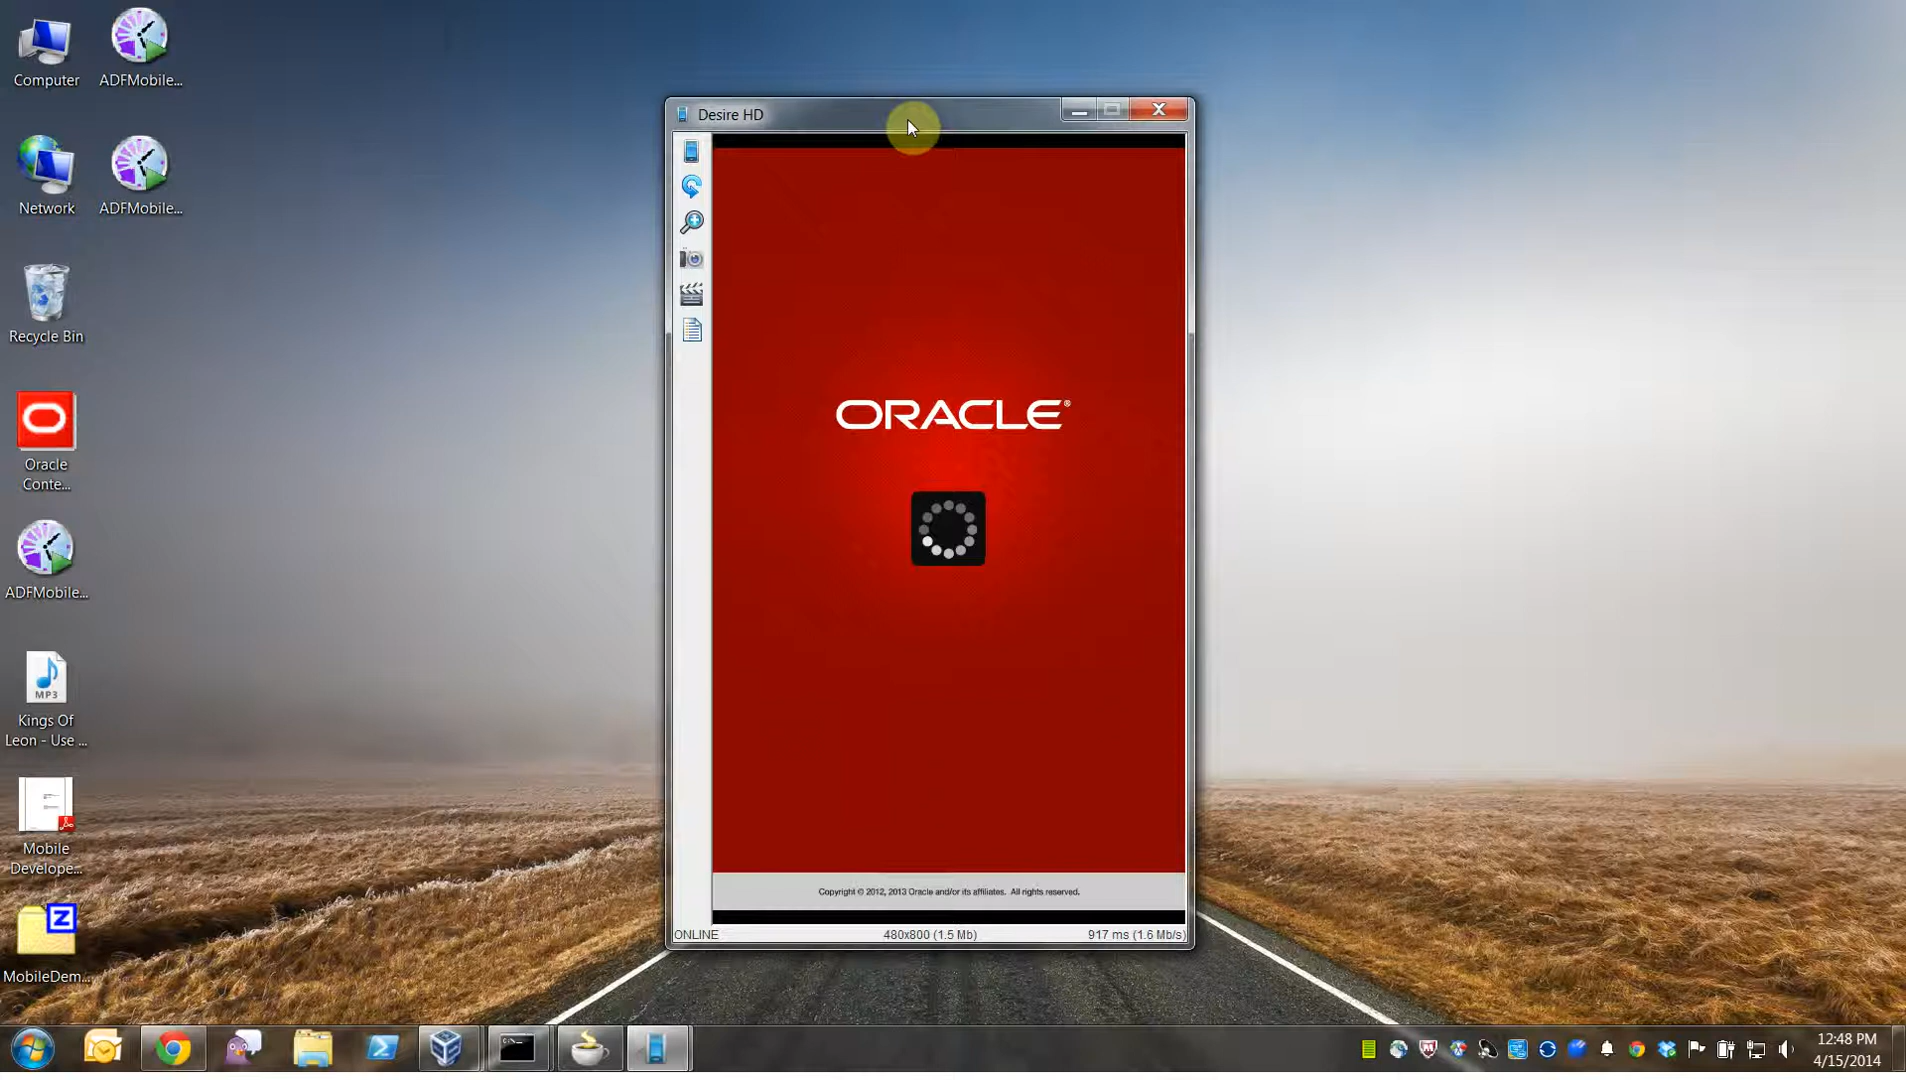 Computer
ADFMobile...
Network
ADFMobile...
Recycle Bin
Oracle
Conte...
ADFMobile...
MP3
Kings Of
Leon - Use ...
Mobile
Develope...
Z
MobileDem...
Desire HD
ORACLE®
Copyright © 2012, 2013 Oracle and/or its affiliates. All rights reserved.
ONLINE
480x800 (1.5 Mb)
917 ms (1.6 Mb/s)
12:48 PM
4/15/2014